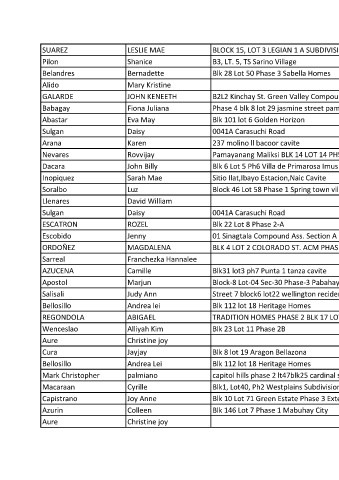 SUAREZ LESLIE MAE BLOCK 15, LOT 3 LEGIAN 1 A SUBDIVISI
Pilon Shanice B3, LT. 5, TS Sarino Village
Belandres Bernadette Blk 28 Lot 50 Phase 3 Sabella Homes
Alido Mary Kristine
GALARDE JOHN KENEETH B2L2 Kinchay St. Green Valley Compou
Babagay Fiona Juliana Phase 4 blk 8 lot 29 jasmine street pam
Abastar Eva May Blk 101 lot 6 Golden Horizon
Sulgan Daisy 0041A Carasuchi Road
Arana Karen 237 molino II bacoor cavite
Nevares Rovvijay Pamayanang Maliksi BLK 14 LOT 14 PHS
Dacara John Billy Blk 6 Lot 5 Ph6 Villa de Primarosa Imus
Inopiquez Sarah Mae Sitio Ilat,Ibayo Estacion,Naic Cavite
Soralbo Luz Block 46 Lot 58 Phase 1 Spring town vil
Llenares David William
Sulgan Daisy 0041A Carasuchi Road
ESCATRON ROZEL Blk 22 Lot 8 Phase 2-A
Escobido Jenny 01 Sinagtala Compound Ass. Section A
ORDOÑEZ MAGDALENA BLK 4 LOT 2 COLORADO ST. ACM PHAS
Sarreal Franchezka Hannalee
AZUCENA Camille Blk31 lot3 ph7 Punta 1 tanza cavite
Apostol Marjun Block-8 Lot-04 Sec-30 Phase-3 Pabahay
Salisali Judy Ann Street 7 block6 lot22 wellington reciden
Bellosillo Andrea lei Blk 112 lot 18 Heritage Homes
REGONDOLA ABIGAEL TRADITION HOMES PHASE 2 BLK 17 LO
Wenceslao Alliyah Kim Blk 23 Lot 11 Phase 2B
Aure Christine joy
Cura Jayjay Blk 8 lot 19 Aragon Bellazona
Bellosillo Andrea Lei Blk 112 lot 18 Heritage Homes
Mark Christopher palmiano capitol hills phase 2 lt47blk25 cardinal s
Macaraan Cyrille Blk1, Lot40, Ph2 Westplains Subdivision
Capistrano Joy Anne Blk 10 Lot 71 Green Estate Phase 3 Exte
Azurin Colleen Blk 146 Lot 7 Phase 1 Mabuhay City
Aure Christine joy